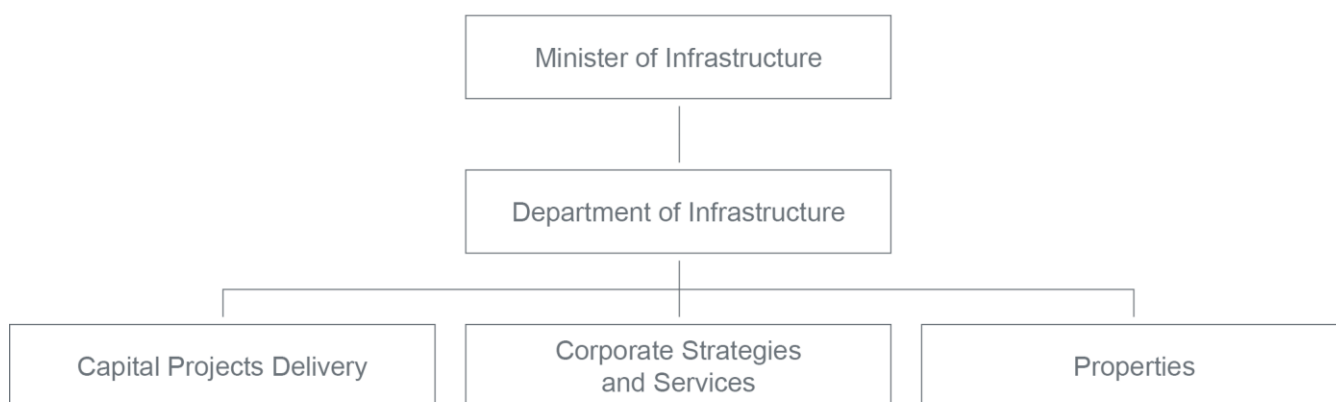 Minister of Infrastructure
Department of Infrastructure
Capital Projects Delivery
Corporate Strategies
and Services
Properties